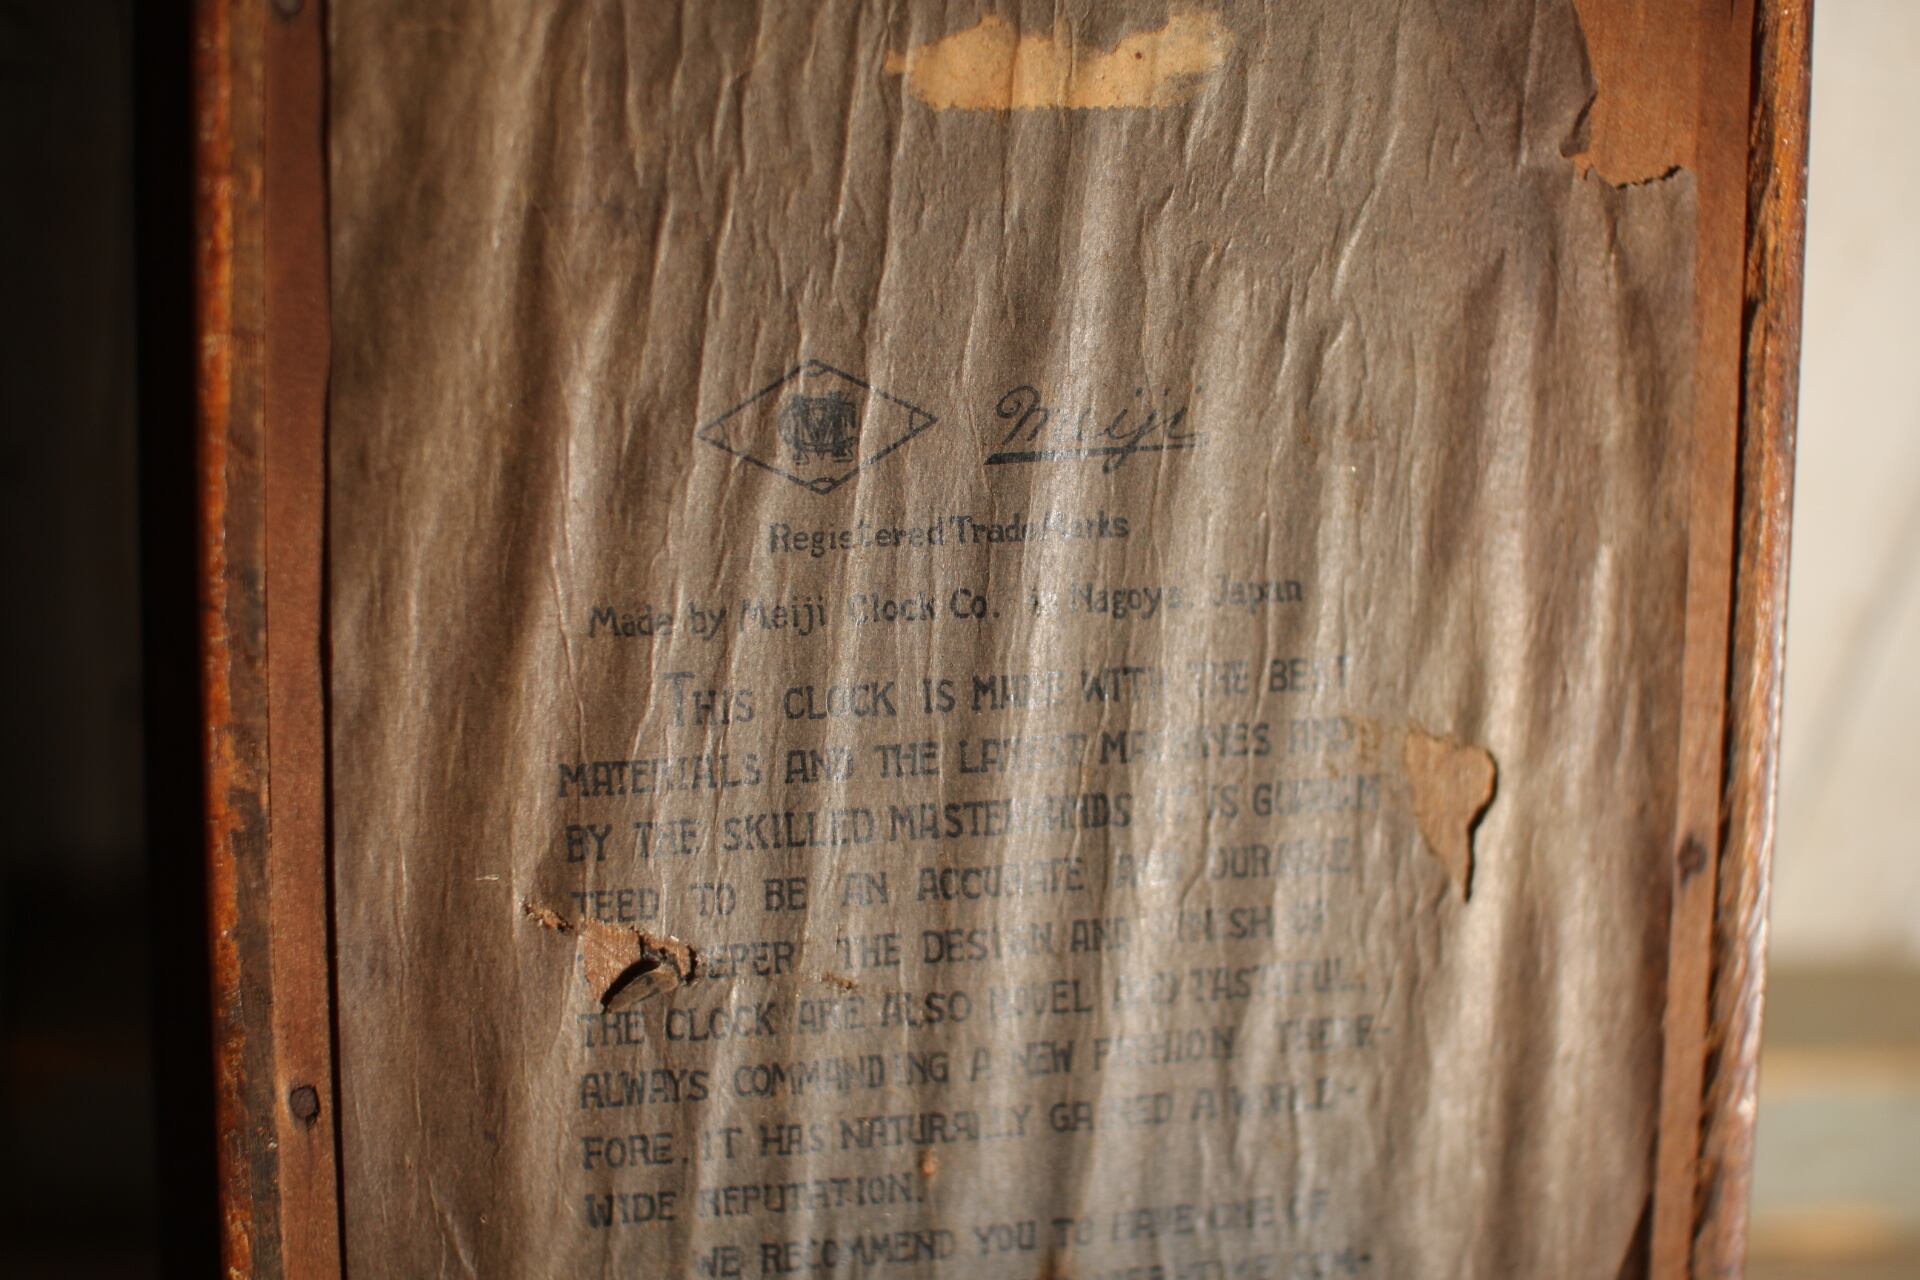 Meiji
Registered Trade Marks
Made by Meiji Clock Co. in Nagoya, Japan
THIS CLOCK IS MADE WITH THE BEST
MATERIALS AND THE LATEST MACHINES AND
BY THE SKILLED MASTERHANDS. IT IS GUARAN-
TEED TO BE AN ACCURATE AND DURABLE
KEEPER. THE DESIGN AND FINISH OF
THE CLOCK ARE ALSO NOVEL AND TASTEFUL,
ALWAYS COMMANDING A NEW FASHION. THERE-
FORE, IT HAS NATURALLY GAINED A WORLD-
WIDE REPUTATION.
WE RECOMMEND YOU TO HAVE ONE OF